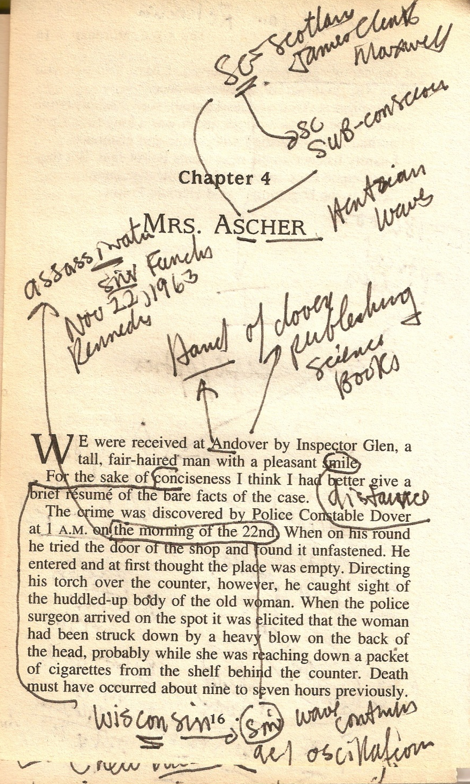 SC= Scotland
James Clerk
Maxwell
SC
SUB-conscious
Chapter 4
Hertzian
waves
MRS. ASCHER
assassination
sin Funchs
Nov 22, 1963
Kennedy
Hand of dover
publishing
science
Books
WE were received at Andover by Inspector Glen, a
tall, fair-haired man with a pleasant smile.
For the sake of conciseness I think I had better give a
brief résumé of the bare facts of the case.
distance
The crime was discovered by Police Constable Dover
at 1 A.M. on the morning of the 22nd. When on his round
he tried the door of the shop and found it unfastened. He
entered and at first thought the place was empty. Directing
his torch over the counter, however, he caught sight of
the huddled-up body of the old woman. When the police
surgeon arrived on the spot it was elicited that the woman
had been struck down by a heavy blow on the back of
the head, probably while she was reaching down a packet
of cigarettes from the shelf behind the counter. Death
must have occurred about nine to seven hours previously.
Wisconsin16 sin wave
oscillation